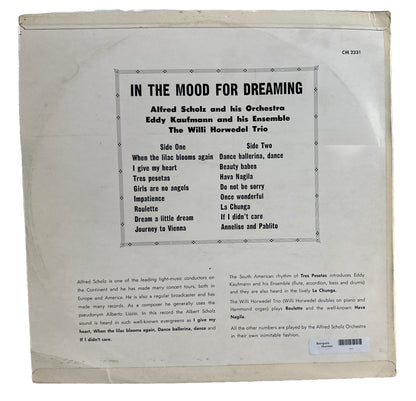 CM 2331
IN THE MOOD FOR DREAMING
Alfred Scholz and his Orchestra
Eddy Kaufmann and his Ensemble
The Willi Horwedel Trio
Side One
When the lilac blooms again
I give my heart
Tres pesetas
Girls are no angels
Impatience
Roulette
Dream a little dream
Journey to Vienna
Side Two
Dance ballerina, dance
Beauty babes
Hava Nagila
Do not be sorry
Once wonderful
La Chunga
If I didn't care
Annelise and Pablito
Alfred Scholz is one of the leading light-music conductors on
the Continent and he has made many concert tours, both in
Europe and America. He is also a regular broadcaster and has
made many records. As a composer he generally uses the
pseudonym Alberto Lizzio. In this record the Albert Scholz
sound is heard in such well-known evergreens as I give my
heart, When the lilac blooms again, Dance ballerina, dance and
If I didn't care.
The South American rhythm of Tres Pesetas introduces Eddy
Kaufmann and his Ensemble (flute, accordion, bass and drums)
and they are also heard in the lively La Chunga.
The Willi Horwedel Trio (Willi Horwedel doubles on piano and
Hammond organ) plays Roulette and the well-known Hava
Nagila.
All the other numbers are played by the Alfred Scholz Orchestra
in their own inimitable fashion.